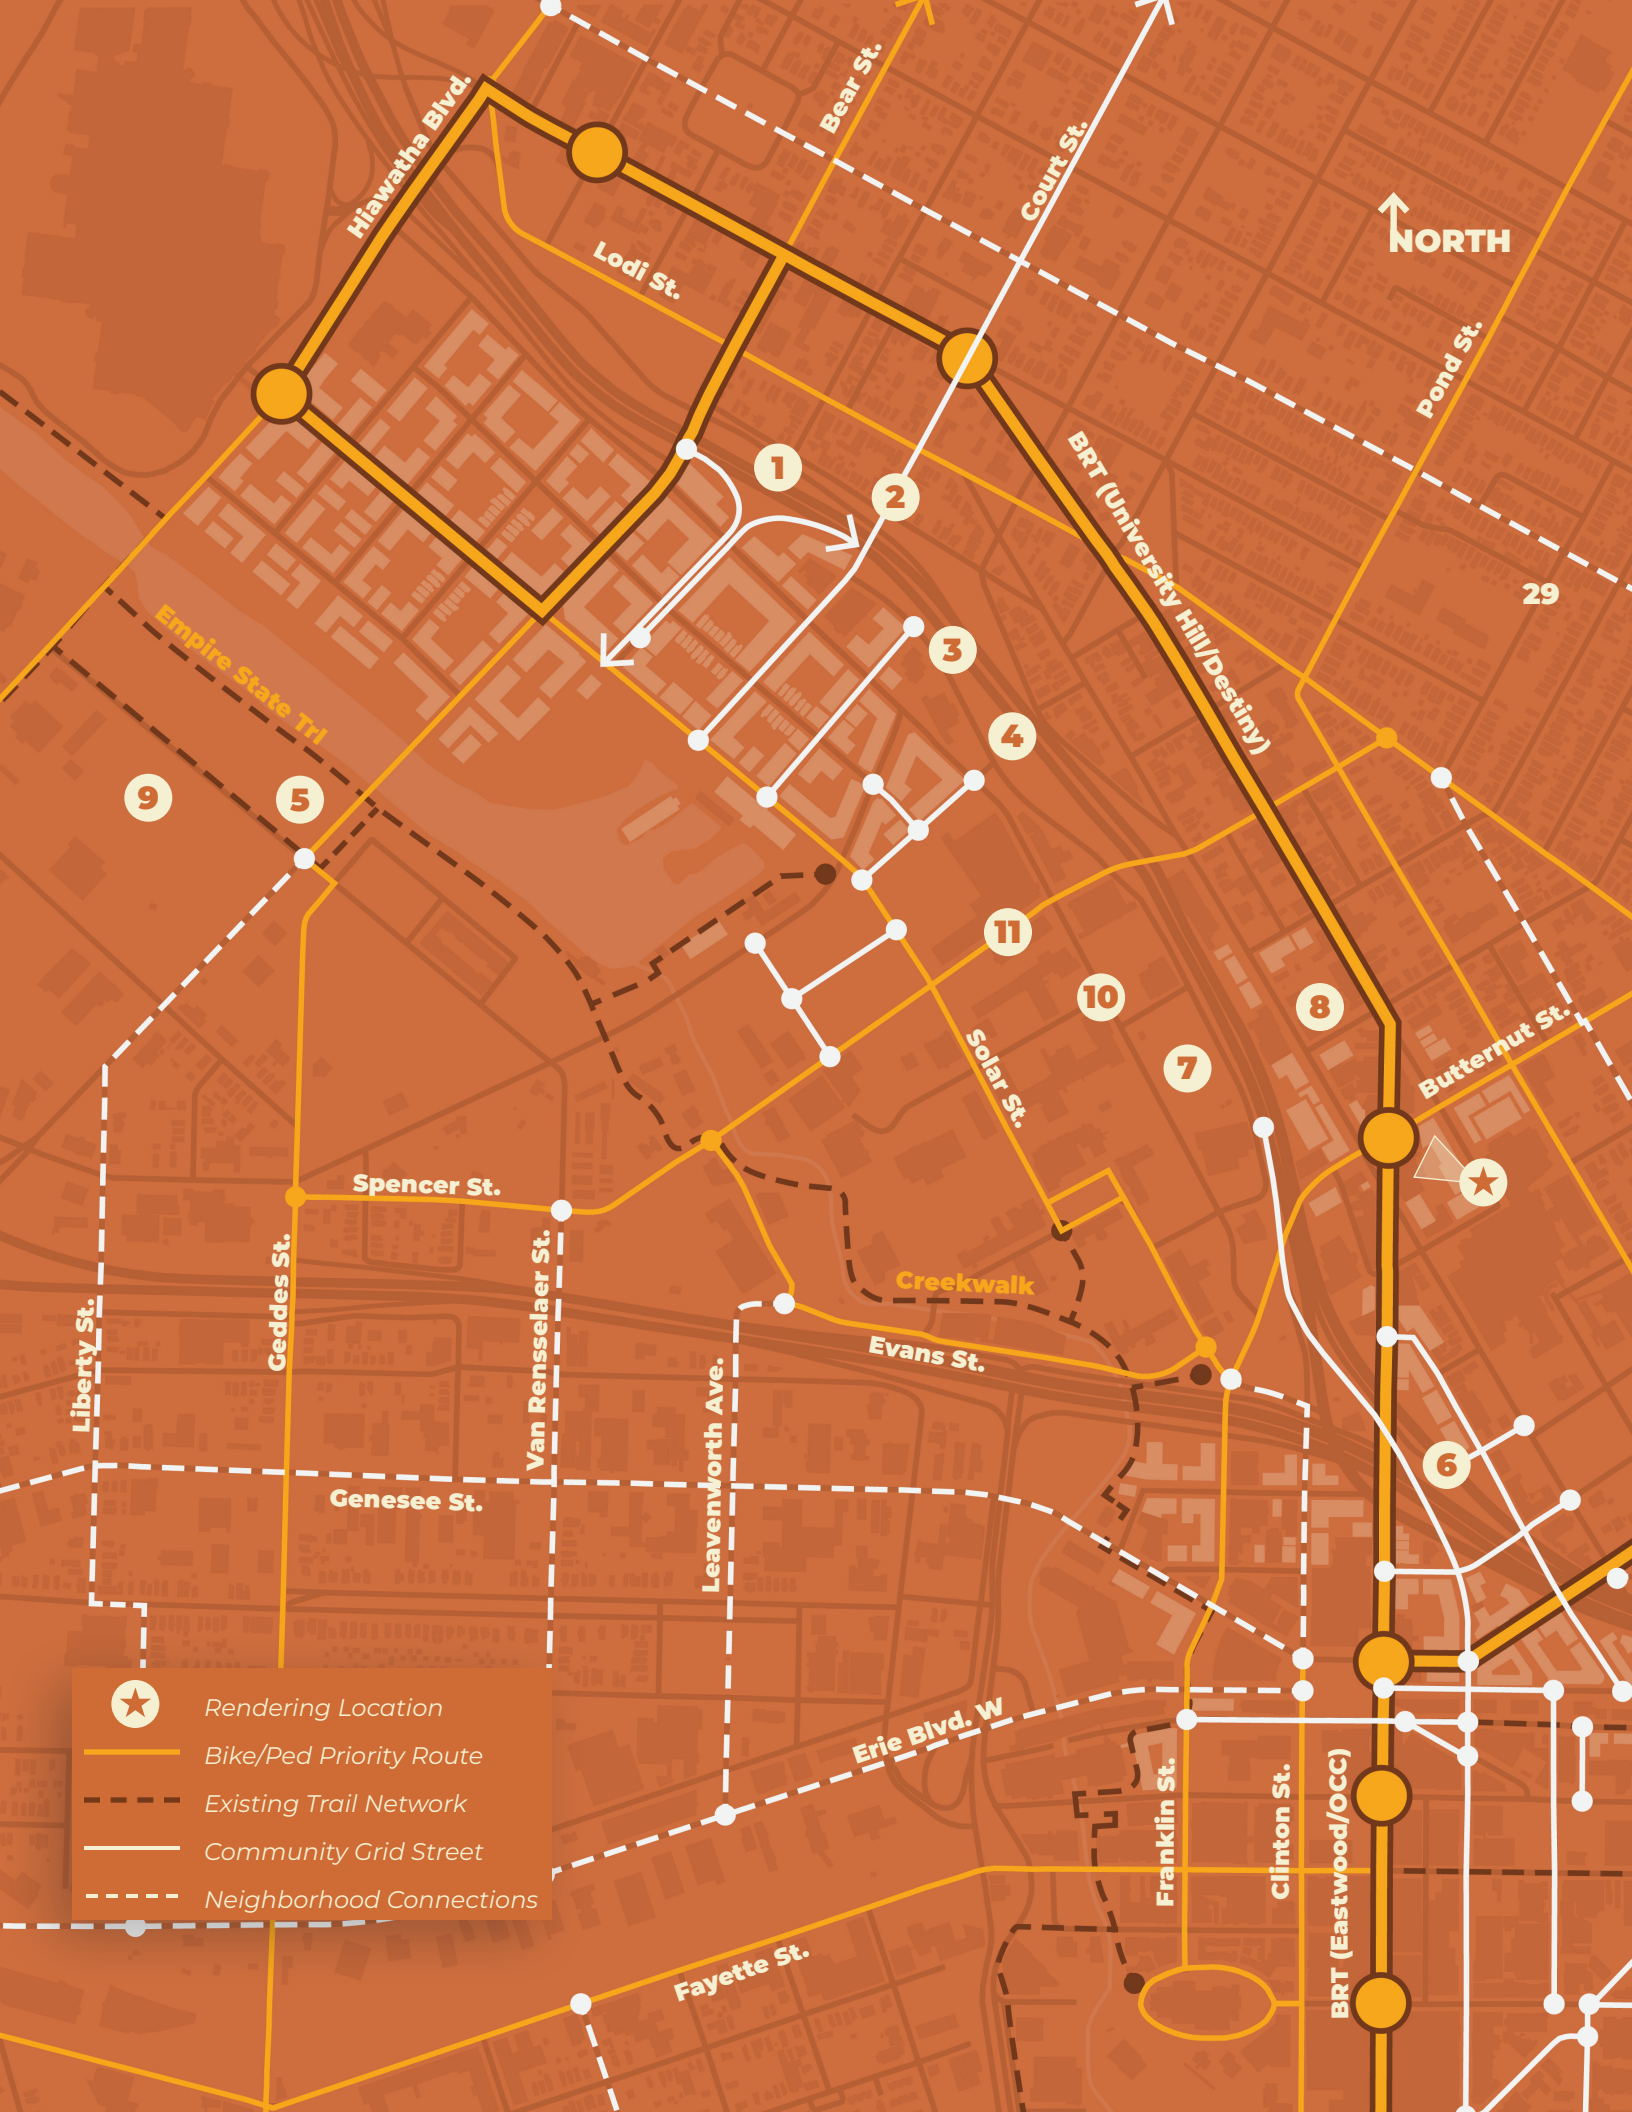 Hiawatha Blvd.
Bear St.
Court St.
Lodi St.
NORTH
Pond St.
1
2
BRT (University Hill/Destiny)
29
3
Empire State Trl
4
9
5
11
10
8
Butternut St.
Solar St.
7
Spencer St.
Geddes St.
Van Rensselaer St.
Creekwalk
Liberty St.
Evans St.
Leavenworth Ave.
6
Genesee St.
Erie Blvd. W
Franklin St.
Clinton St.
BRT (Eastwood/OCC)
Fayette St.
Rendering Location
Bike/Ped Priority Route
Existing Trail Network
Community Grid Street
Neighborhood Connections